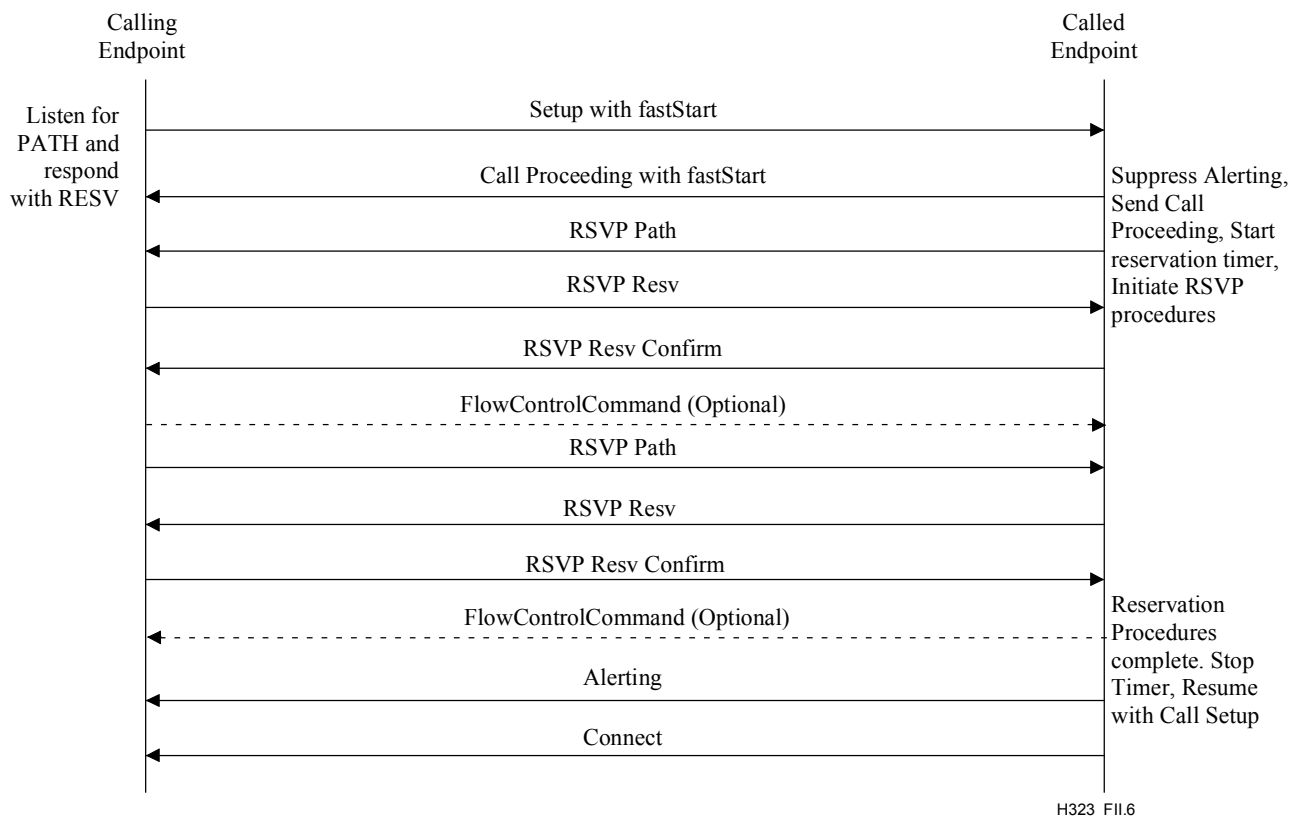 Calling
Endpoint
Called
Endpoint
Listen for
PATH and
respond
with RESV
Setup with fastStart
Call Proceeding with fastStart
Suppress Alerting,
Send Call
Proceeding, Start
reservation timer,
Initiate RSVP
procedures
RSVP Path
RSVP Resv
RSVP Resv Confirm
FlowControlCommand (Optional)
RSVP Path
RSVP Resv
RSVP Resv Confirm
FlowControlCommand (Optional)
Reservation
Procedures
complete. Stop
Timer, Resume
with Call Setup
Alerting
Connect
H323_FII.6